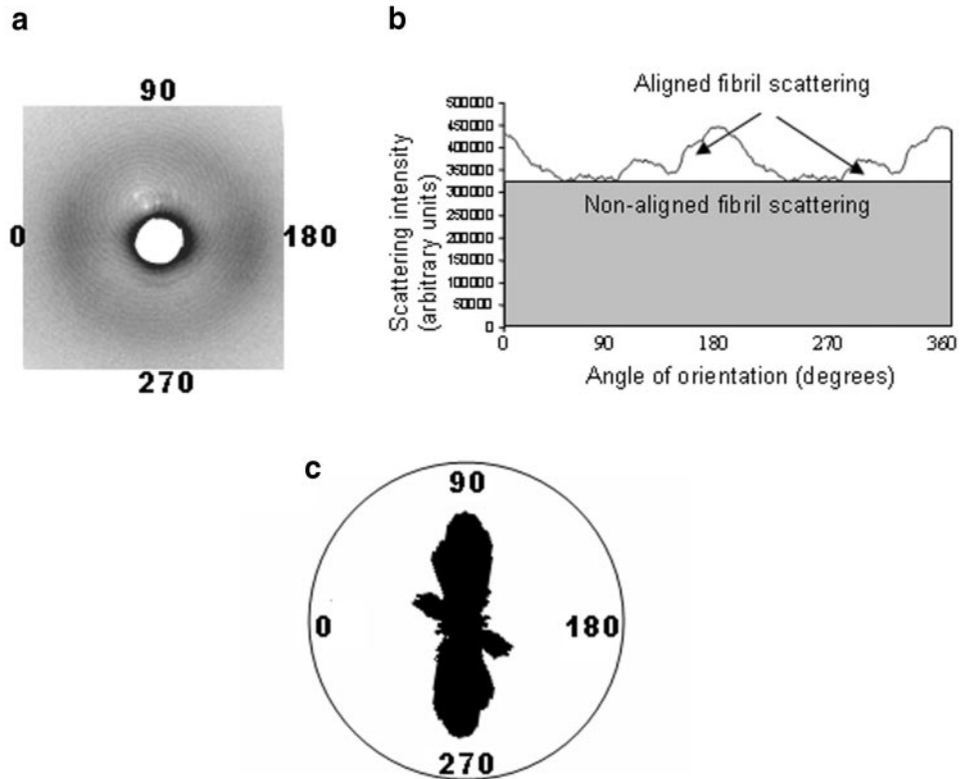 a
90
0
180
270
b
Aligned fibril scattering
Non-aligned fibril scattering
Scattering intensity
(arbitrary units)
500000
450000
400000
350000
300000
250000
200000
150000
100000
50000
0
0 90 180 270 360
Angle of orientation (degrees)
c
90
0
180
270